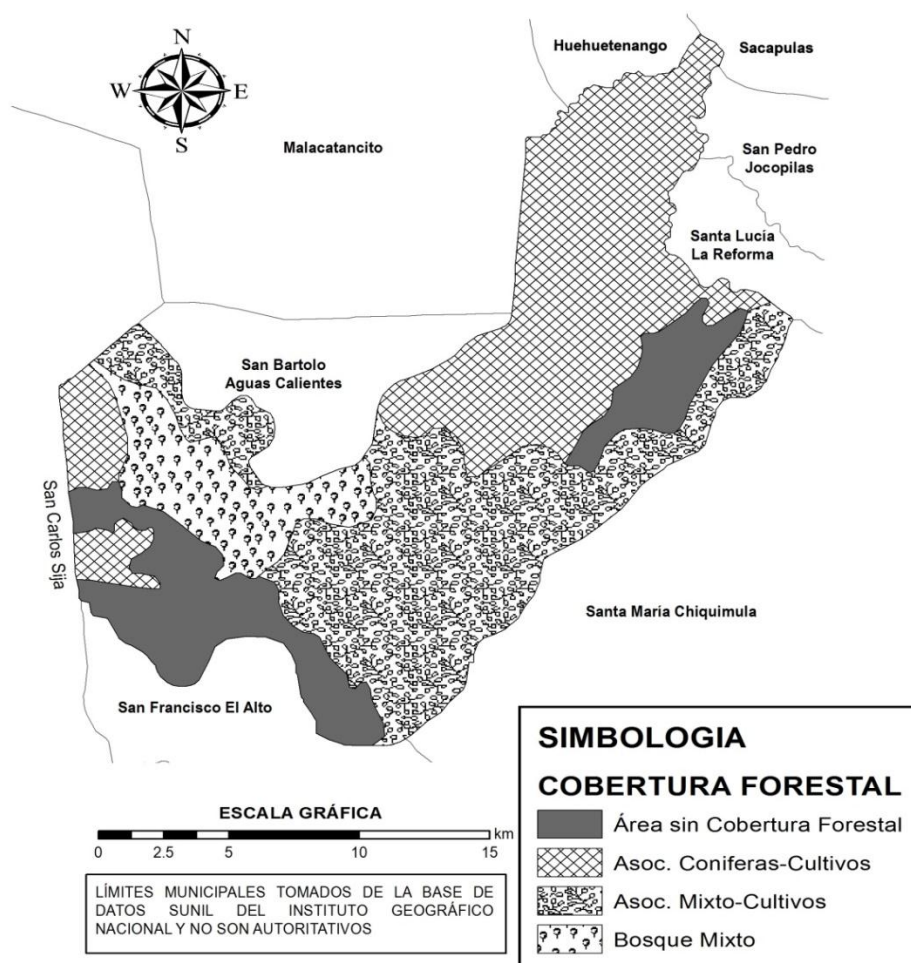 Huehuetenango
Sacapulas
N
W E
S
Malacatancito
San Pedro
Jocopilas
Santa Lucía
La Reforma
San Bartolo
Aguas Calientes
San Carlos Sija
Santa María Chiquimula
San Francisco El Alto
SIMBOLOGIA
COBERTURA FORESTAL
Área sin Cobertura Forestal
Asoc. Coniferas-Cultivos
Asoc. Mixto-Cultivos
Bosque Mixto
ESCALA GRÁFICA
km
0 2.5 5 10 15
LÍMITES MUNICIPALES TOMADOS DE LA BASE DE
DATOS SUNIL DEL INSTITUTO GEOGRÁFICO
NACIONAL Y NO SON AUTORITATIVOS